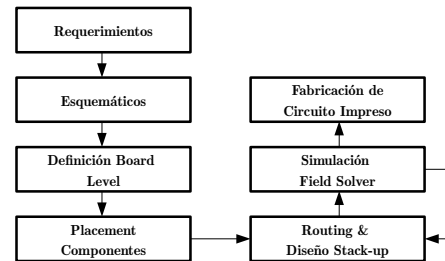 Requerimientos
Esquemáticos
Definición Board
Level
Placement
Componentes
Fabricación de
Circuito Impreso
Simulación
Field Solver
Routing &
Diseño Stack-up